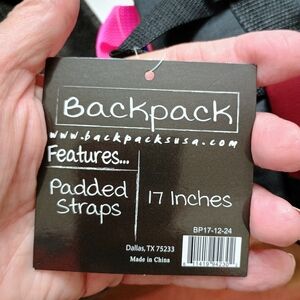 Backpack
www.backpacksusa.com
Features...
Padded
Straps
17 Inches
BP17-12-24
Dallas, TX 75233
Made in China